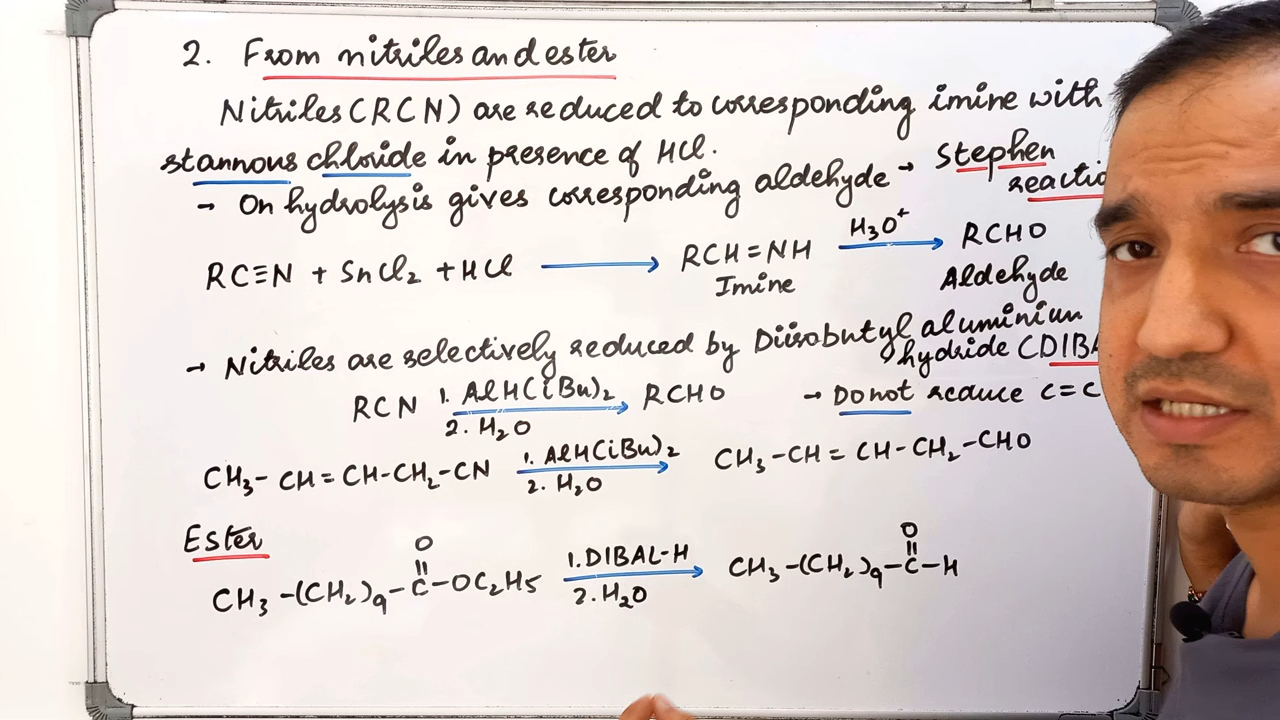 2. From nitriles and ester
Nitriles (RCN) are reduced to corresponding imine with
stannous chloride in presence of HCl.
→ On hydrolysis gives corresponding aldehyde → Stephen
reactio
RC≡N + SnCl₂ + HCl ⟶ RCH=NH H₃O⁺ ⟶ RCHO
Imine Aldehyde
→ Nitriles are selectively reduced by Diisobutyl aluminium
hydride (DIBA
RCN 1. AlH(iBu)₂ ⟶ RCHO → Do not reduce C=C
2. H₂O
CH₃-CH=CH-CH₂-CN 1. AlH(iBu)₂ ⟶ CH₃-CH=CH-CH₂-CHO
2. H₂O
Ester
O O
CH₃-(CH₂)₉-C-OC₂H₅ 1. DIBAL-H ⟶ CH₃-(CH₂)₉-C-H
2. H₂O